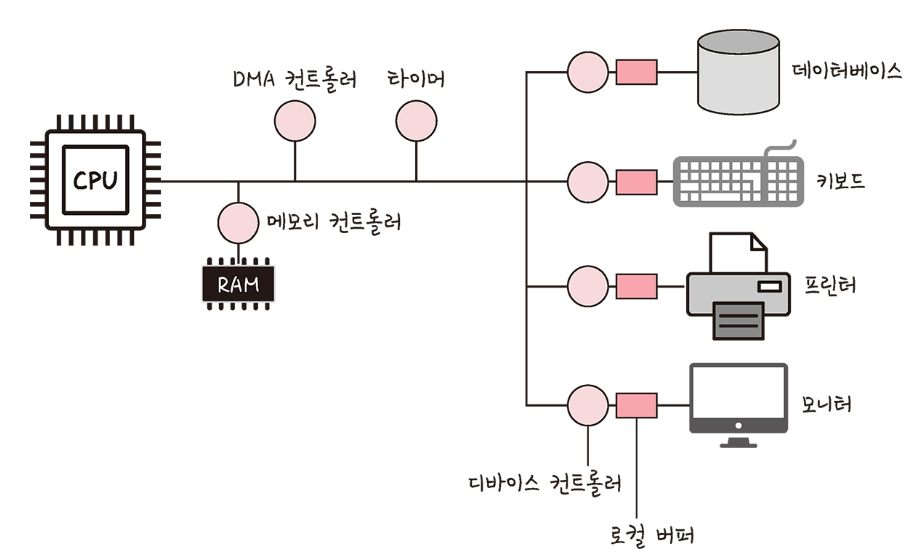 DMA 컨트롤러
타이머
데이터베이스
CPU
키보드
메모리 컨트롤러
RAM
프린터
모니터
디바이스 컨트롤러
로컬 버퍼